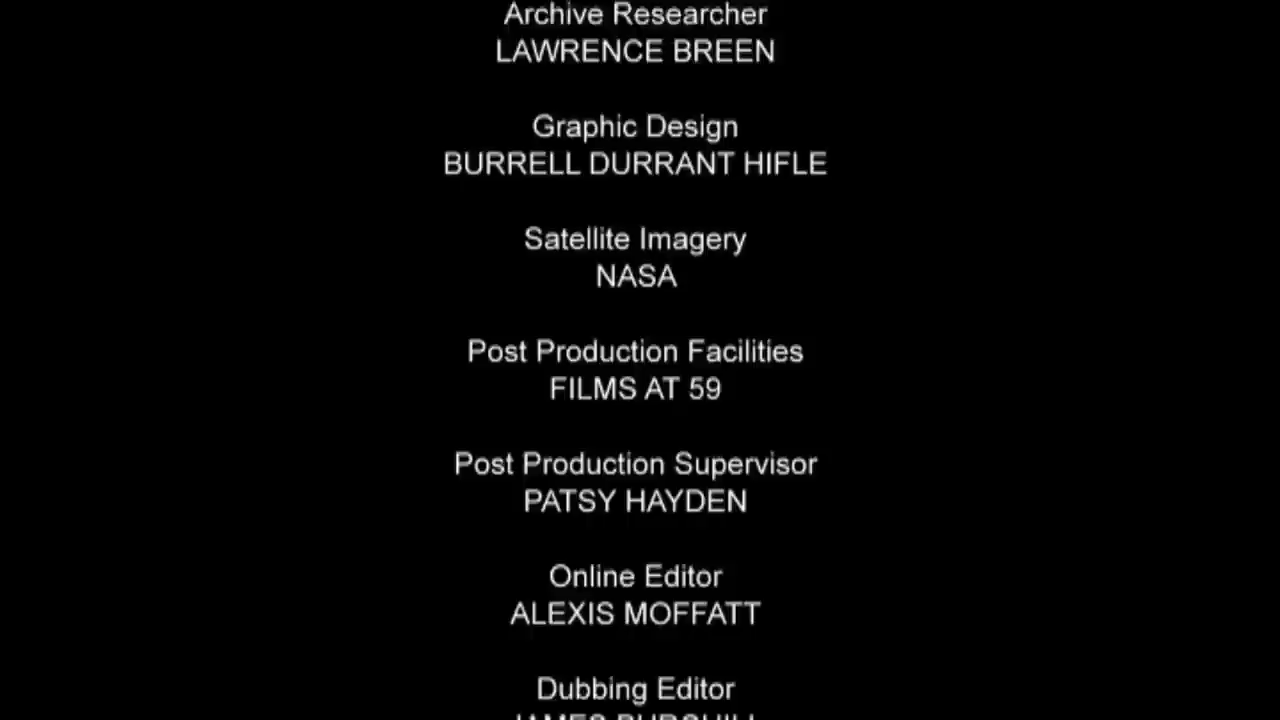 Archive Researcher
LAWRENCE BREEN
Graphic Design
BURRELL DURRANT HIFLE
Satellite Imagery
NASA
Post Production Facilities
FILMS AT 59
Post Production Supervisor
PATSY HAYDEN
Online Editor
ALEXIS MOFFATT
Dubbing Editor
JAMES